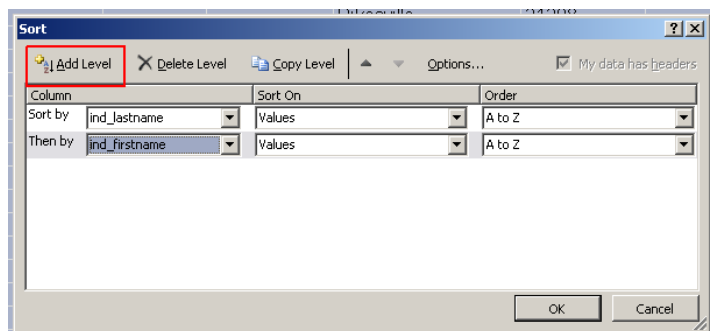 Sort
Add Level Delete Level Copy Level Options... My data has headers
Column Sort On Order
Sort by ind_lastname Values A to Z
Then by ind_firstname Values A to Z
OK Cancel